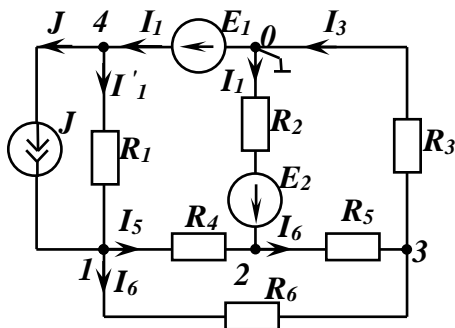 J 4 I₁ E₁ 0 I₃
I'₁ I₁
J R₁ R₂ R₃
E₂
I₅ R₄ I₆ R₅
1 I₆ 2 3
R₆